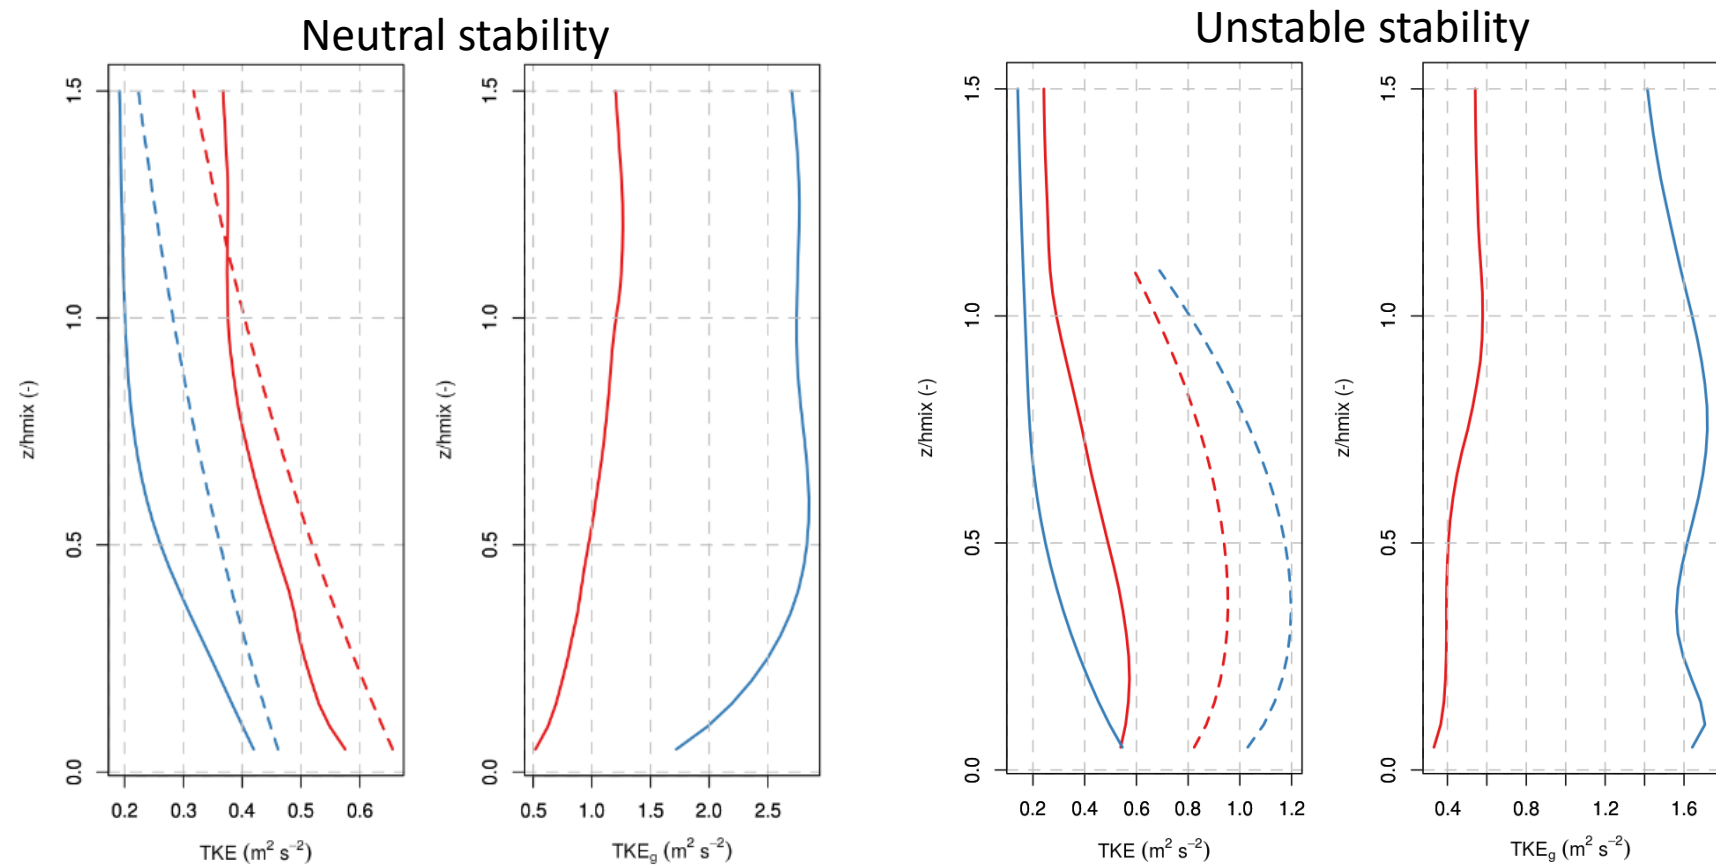 Neutral stability
Unstable stability
z/hmix (-)
0.0 0.5 1.0 1.5
0.2 0.3 0.4 0.5 0.6
TKE (m² s⁻²)
z/hmix (-)
0.0 0.5 1.0 1.5
0.5 1.0 1.5 2.0 2.5
TKEg (m² s⁻²)
z/hmix (-)
0.0 0.5 1.0 1.5
0.2 0.4 0.6 0.8 1.0 1.2
TKE (m² s⁻²)
z/hmix (-)
0.0 0.5 1.0 1.5
0.4 0.8 1.2 1.6
TKEg (m² s⁻²)